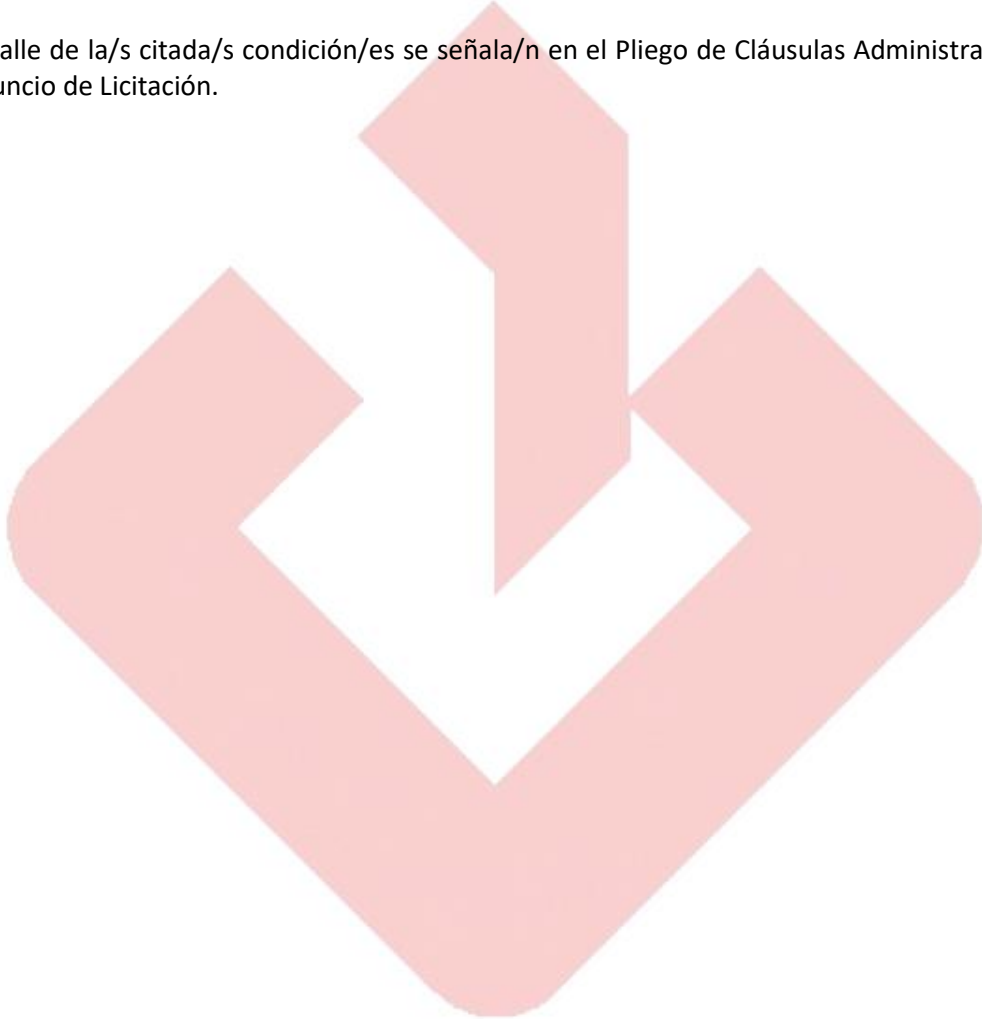 alle de la/s citada/s condición/es se señala/n en el Pliego de Cláusulas Administra
uncio de Licitación.